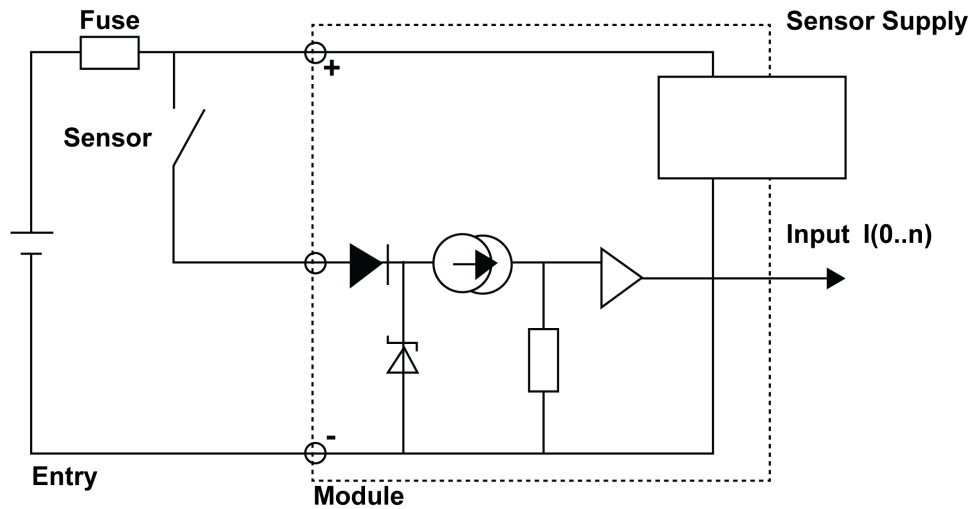 Fuse
Sensor Supply
+
Sensor
Input I(0..n)
-
Entry
Module